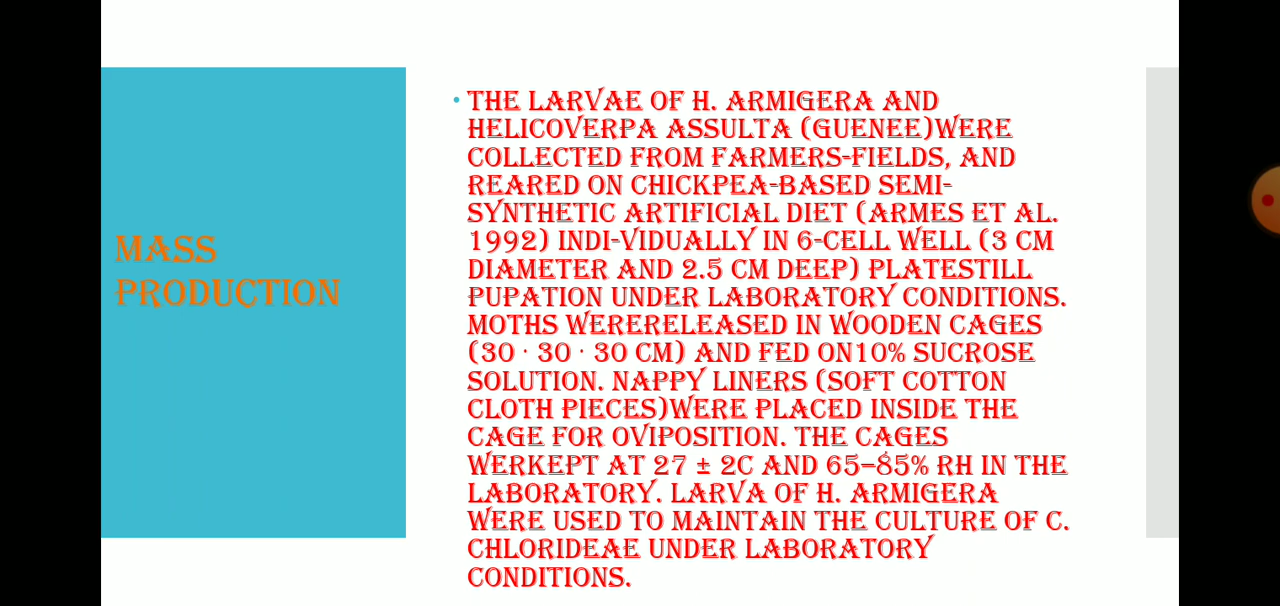 MASS
PRODUCTION
• THE LARVAE OF H. ARMIGERA AND
HELICOVERPA ASSULTA (GUENEE)WERE
COLLECTED FROM FARMERS-FIELDS, AND
REARED ON CHICKPEA-BASED SEMI-
SYNTHETIC ARTIFICIAL DIET (ARMES ET AL.
1992) INDI-VIDUALLY IN 6-CELL WELL (3 CM
DIAMETER AND 2.5 CM DEEP) PLATESTILL
PUPATION UNDER LABORATORY CONDITIONS.
MOTHS WERERELEASED IN WOODEN CAGES
(30 · 30 · 30 CM) AND FED ON10% SUCROSE
SOLUTION. NAPPY LINERS (SOFT COTTON
CLOTH PIECES)WERE PLACED INSIDE THE
CAGE FOR OVIPOSITION. THE CAGES
WERKEPT AT 27 ± 2C AND 65–85% RH IN THE
LABORATORY. LARVA OF H. ARMIGERA
WERE USED TO MAINTAIN THE CULTURE OF C.
CHLORIDEAE UNDER LABORATORY
CONDITIONS.